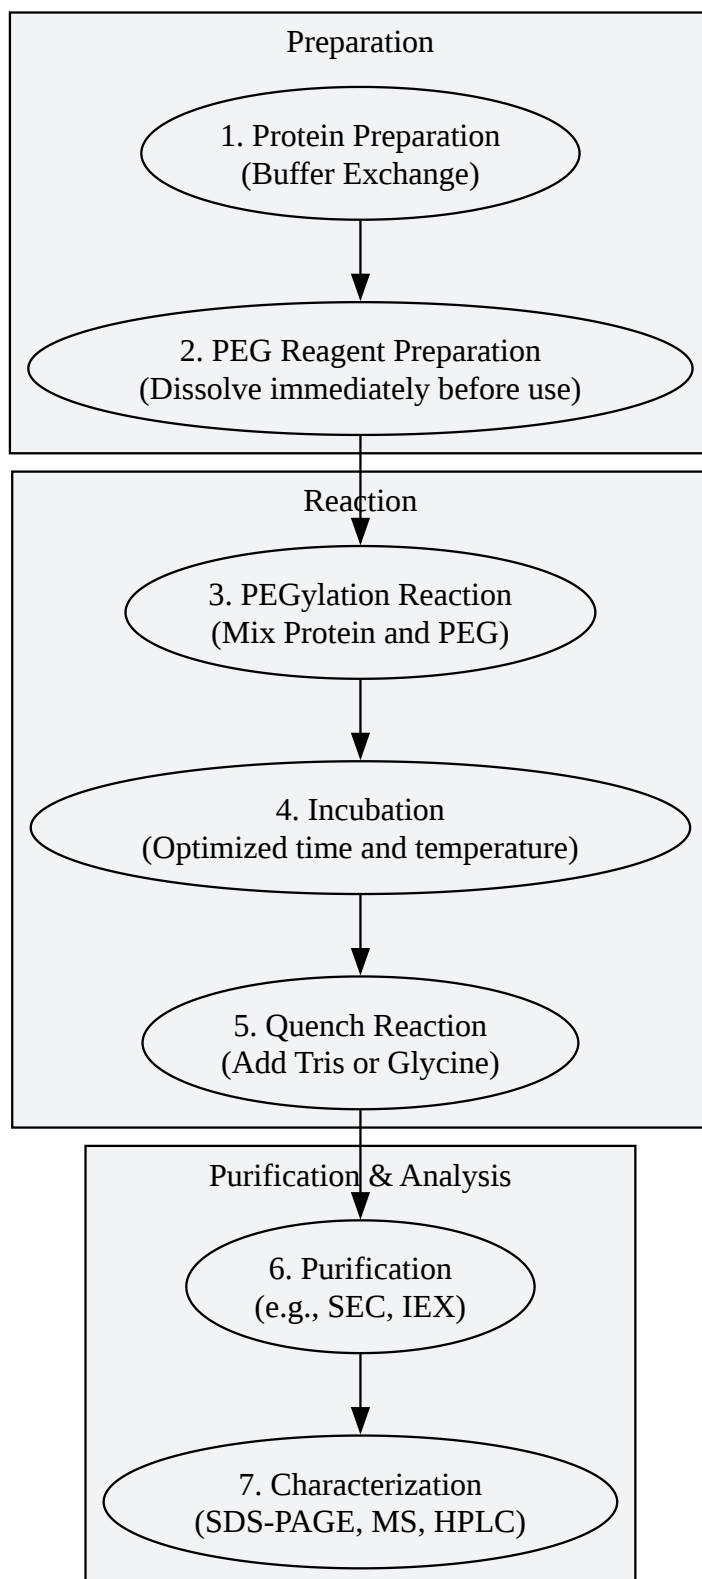 Preparation
1. Protein Preparation
(Buffer Exchange)
2. PEG Reagent Preparation
(Dissolve immediately before use)
Reaction
3. PEGylation Reaction
(Mix Protein and PEG)
4. Incubation
(Optimized time and temperature)
5. Quench Reaction
(Add Tris or Glycine)
Purification & Analysis
6. Purification
(e.g., SEC, IEX)
7. Characterization
(SDS-PAGE, MS, HPLC)